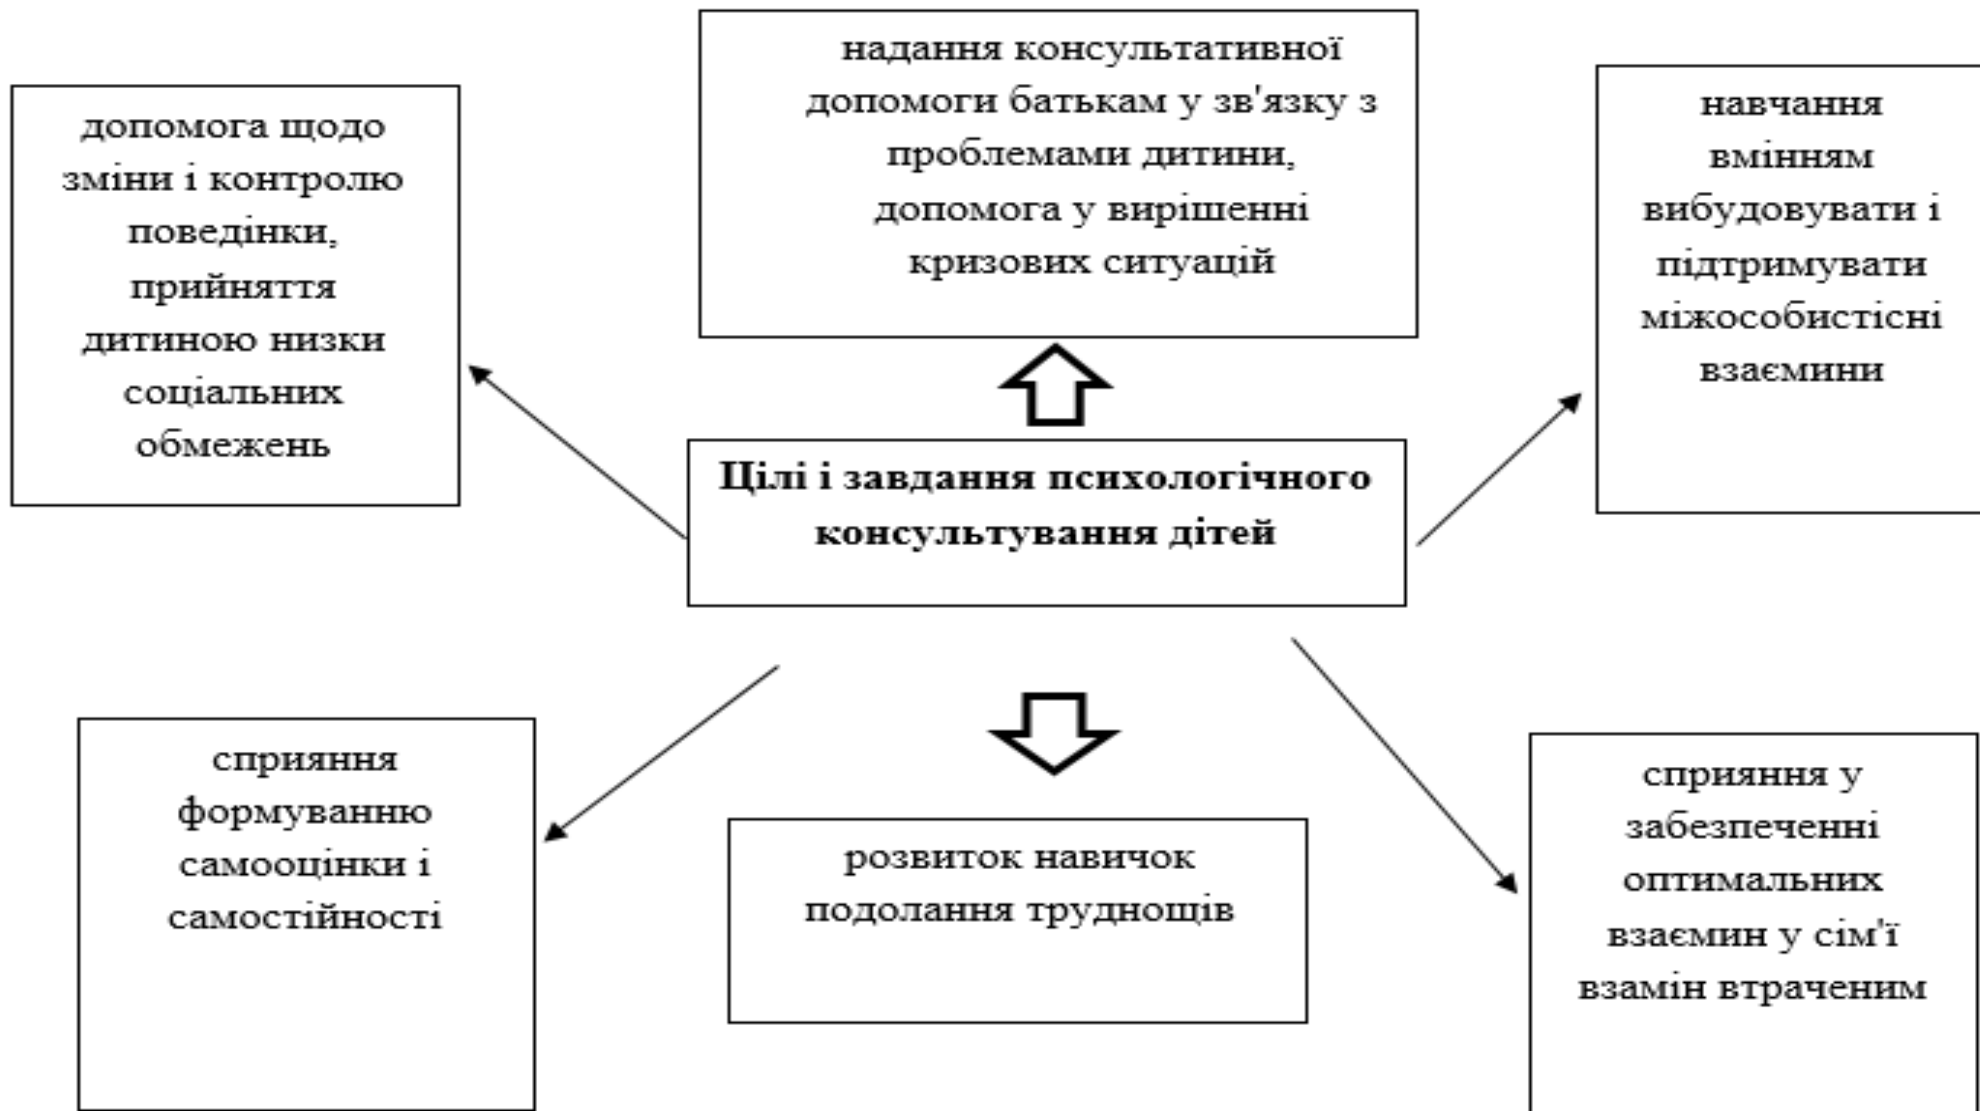 допомога щодо
зміни і контролю
поведінки,
прийняття
дитиною низки
соціальних
обмежень
надання консультативної
допомоги батькам у зв'язку з
проблемами дитини,
допомога у вирішенні
кризових ситуацій
навчання
вмінням
вибудовувати і
підтримувати
міжособистісні
взаємини
Цілі і завдання психологічного
консультування дітей
сприяння
формуванню
самооцінки і
самостійності
розвиток навичок
подолання труднощів
сприяння у
забезпеченні
оптимальних
взаємин у сім'ї
взамін втраченим